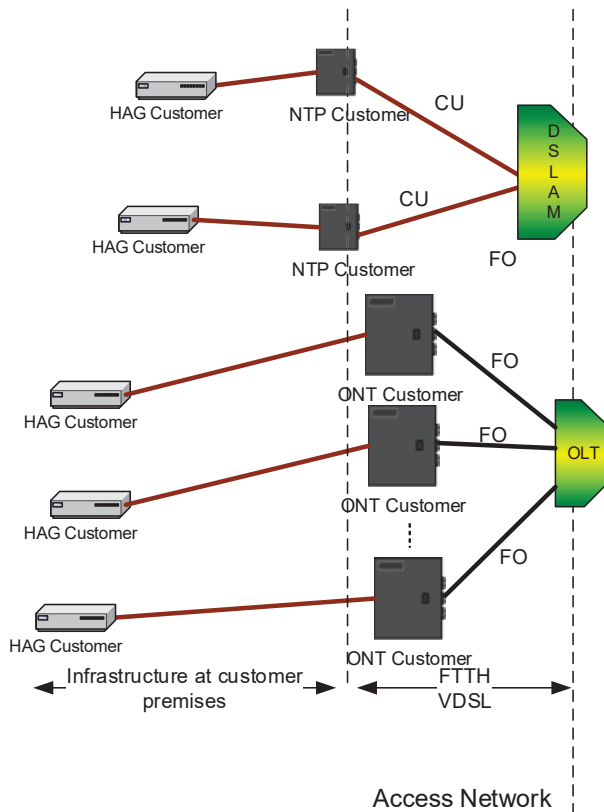 HAG Customer
NTP Customer
CU
D
S
L
A
M
HAG Customer
NTP Customer
CU
FO
HAG Customer
ONT Customer
FO
HAG Customer
ONT Customer
FO
OLT
HAG Customer
ONT Customer
FO
Infrastructure at customer
premises
FTTH
VDSL
Access Network